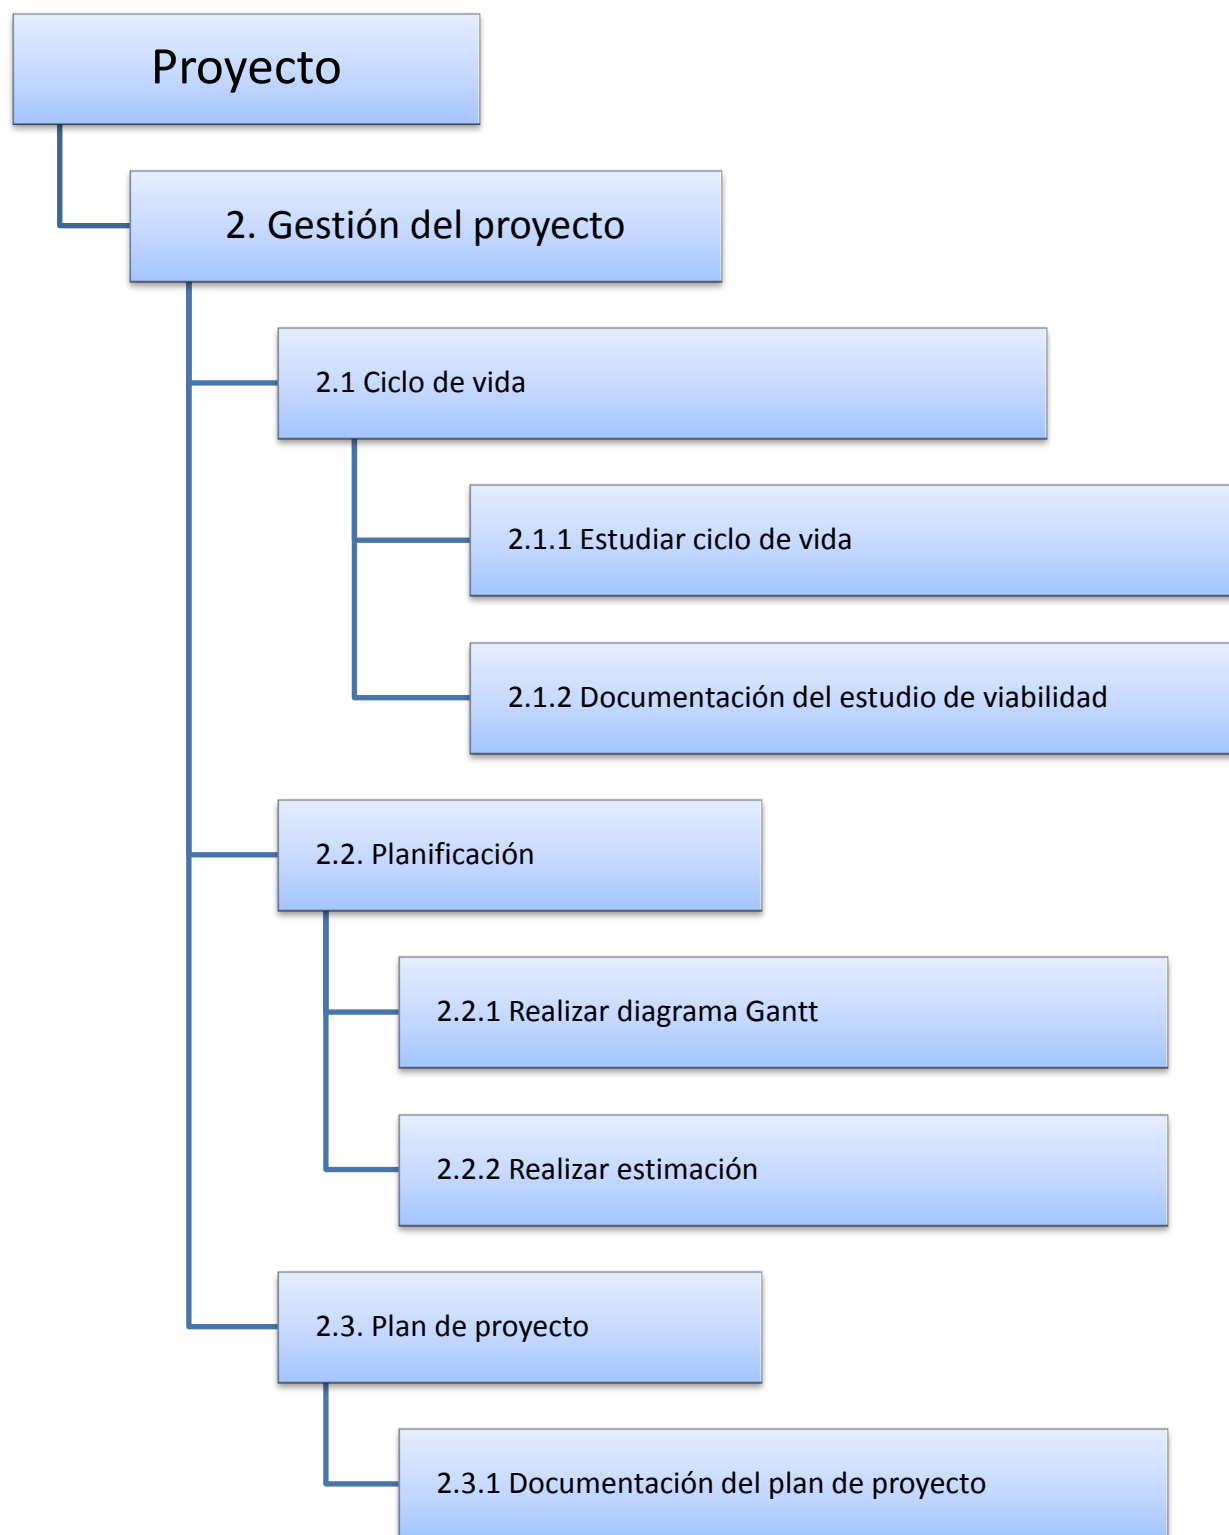 Proyecto
2. Gestión del proyecto
2.1 Ciclo de vida
2.1.1 Estudiar ciclo de vida
2.1.2 Documentación del estudio de viabilidad
2.2. Planificación
2.2.1 Realizar diagrama Gantt
2.2.2 Realizar estimación
2.3. Plan de proyecto
2.3.1 Documentación del plan de proyecto